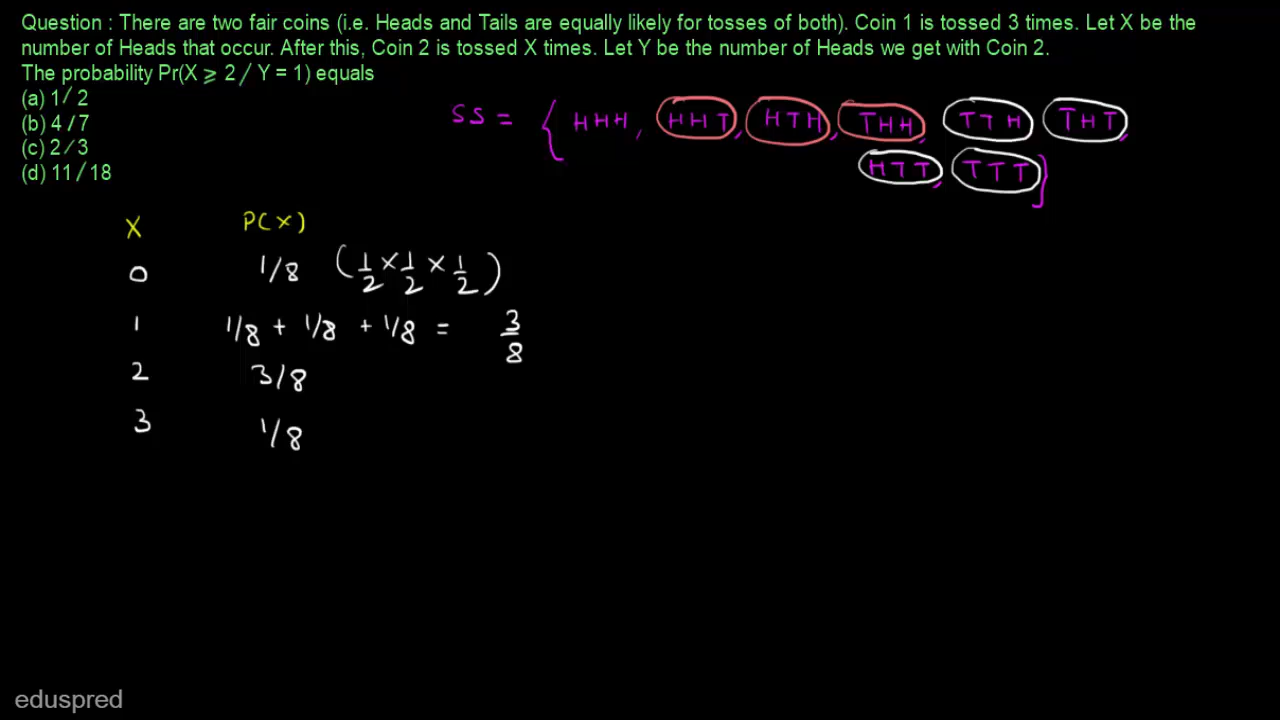 Question : There are two fair coins (i.e. Heads and Tails are equally likely for tosses of both). Coin 1 is tossed 3 times. Let X be the
number of Heads that occur. After this, Coin 2 is tossed X times. Let Y be the number of Heads we get with Coin 2.
The probability Pr(X ⩾ 2 / Y = 1) equals
(a) 1 / 2
(b) 4 / 7
(c) 2 / 3
(d) 11 / 18
SS = { HHH, HHT, HTH, THH, TTH, THT,
HTT, TTT }
X P(X)
0 1/8 (1/2 × 1/2 × 1/2)
1 1/8 + 1/8 + 1/8 = 3/8
2 3/8
3 1/8
eduspred